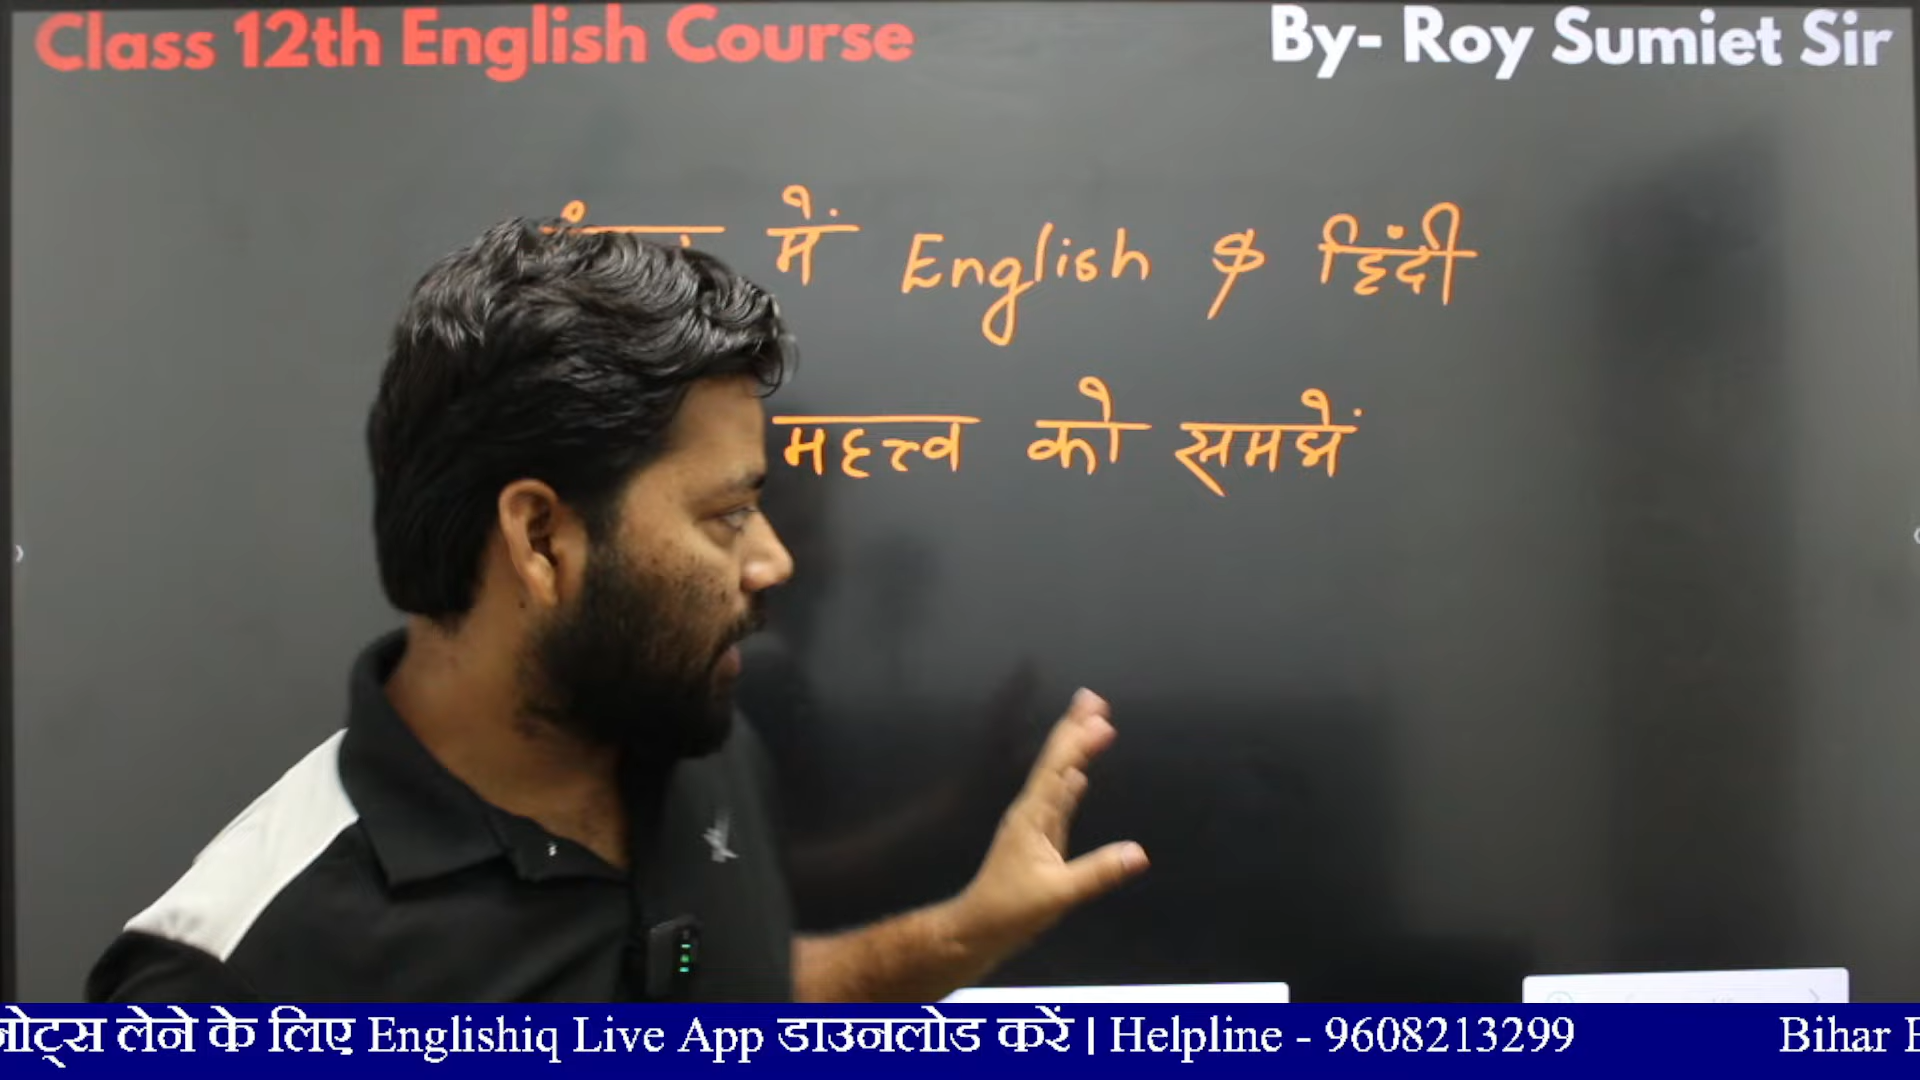 Class 12th English Course
By- Roy Sumiet Sir
में English & हिंदी
महत्त्व को समझें
नोट्स लेने के लिए Englishiq Live App डाउनलोड करें | Helpline - 9608213299 Bihar